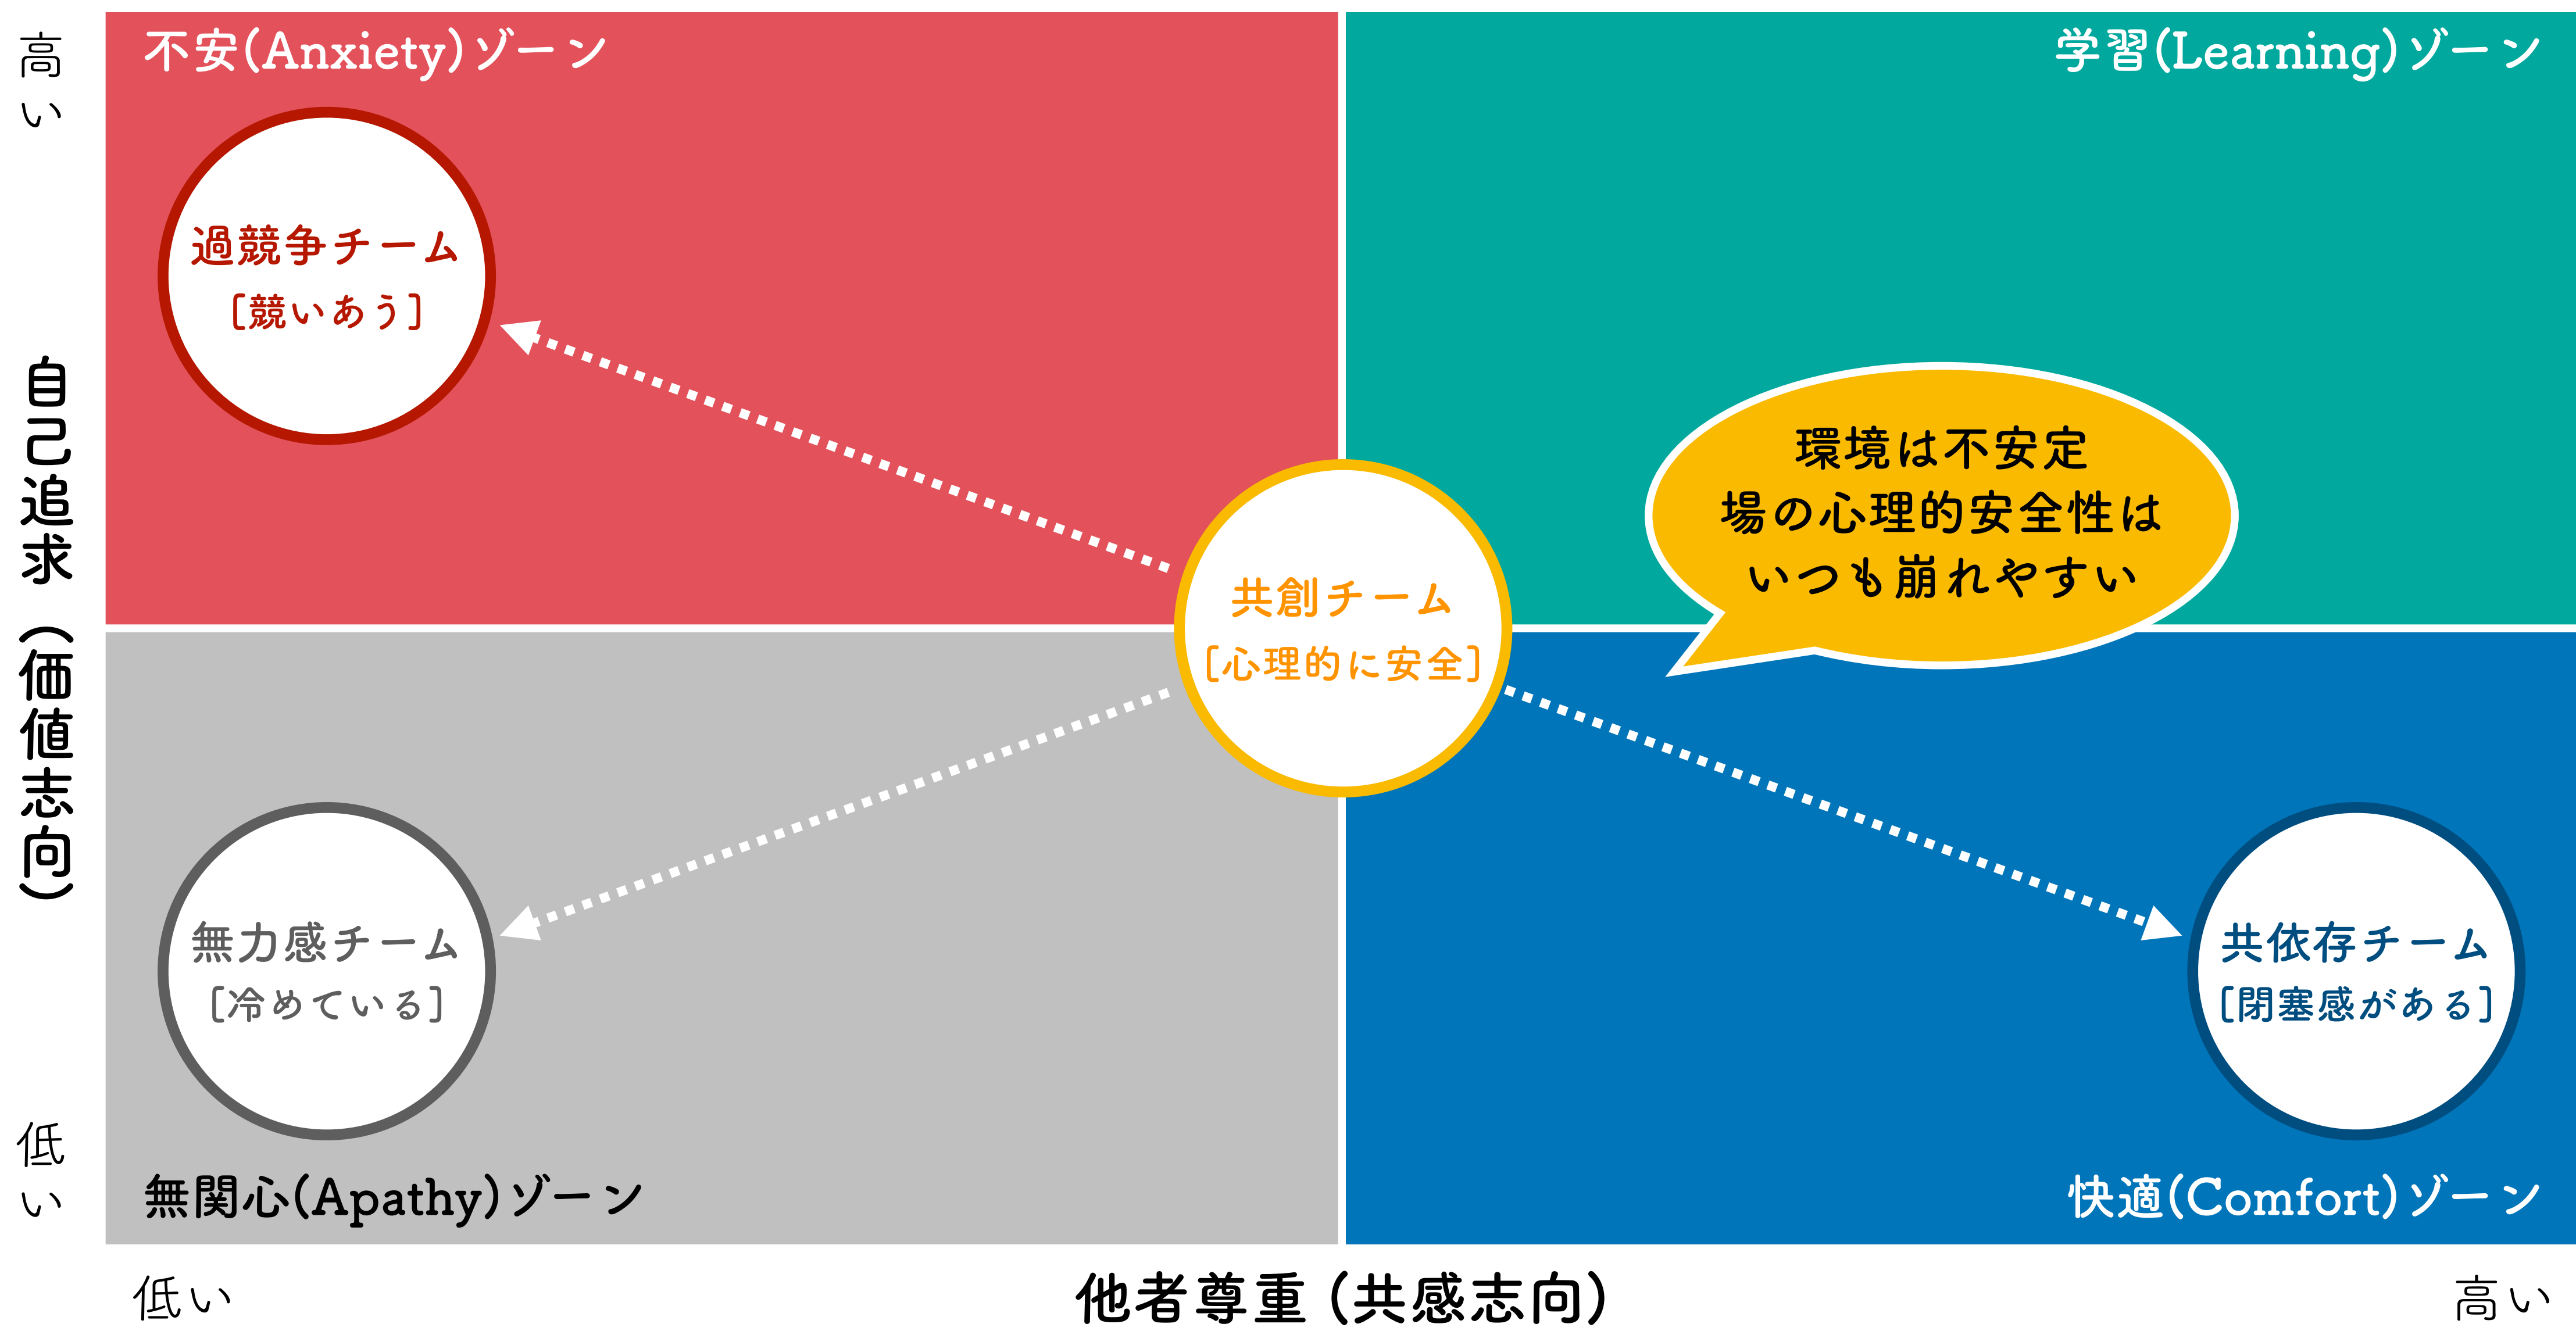 高い
不安(Anxiety)ゾーン
学習(Learning)ゾーン
過競争チーム
[競いあう]
自己追求(価値志向)
環境は不安定
場の心理的安全性は
いつも崩れやすい
共創チーム
[心理的に安全]
無力感チーム
[冷めている]
共依存チーム
[閉塞感がある]
低い
無関心(Apathy)ゾーン
快適(Comfort)ゾーン
低い
他者尊重(共感志向)
高い